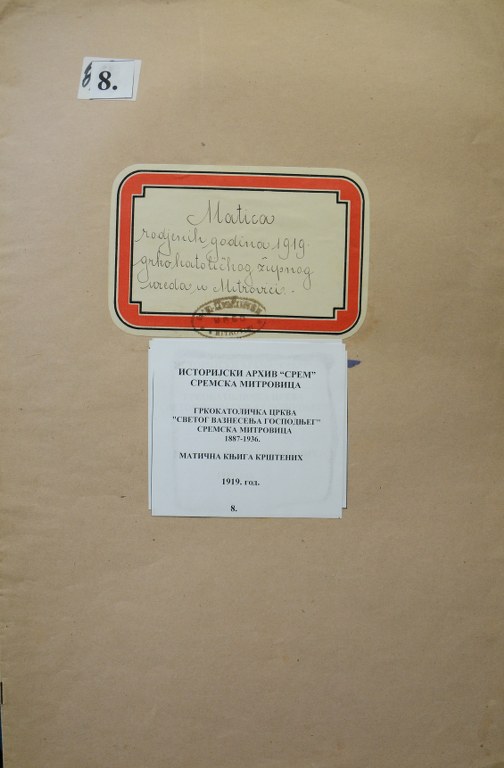 8 8.
Matica
rodjenih godina 1919
grkokatoličkog župnog
ureda u Mitrovici.
ИСТОРИЈСКИ АРХИВ “СРЕМ”
СРЕМСКА МИТРОВИЦА
ГРКОКАТОЛИЧКА ЦРКВА
"СВЕТОГ ВАЗНЕСЕЊА ГОСПОДЊЕГ"
СРЕМСКА МИТРОВИЦА
1887-1936.
МАТИЧНА КЊИГА КРШТЕНИХ
1919. год.
8.